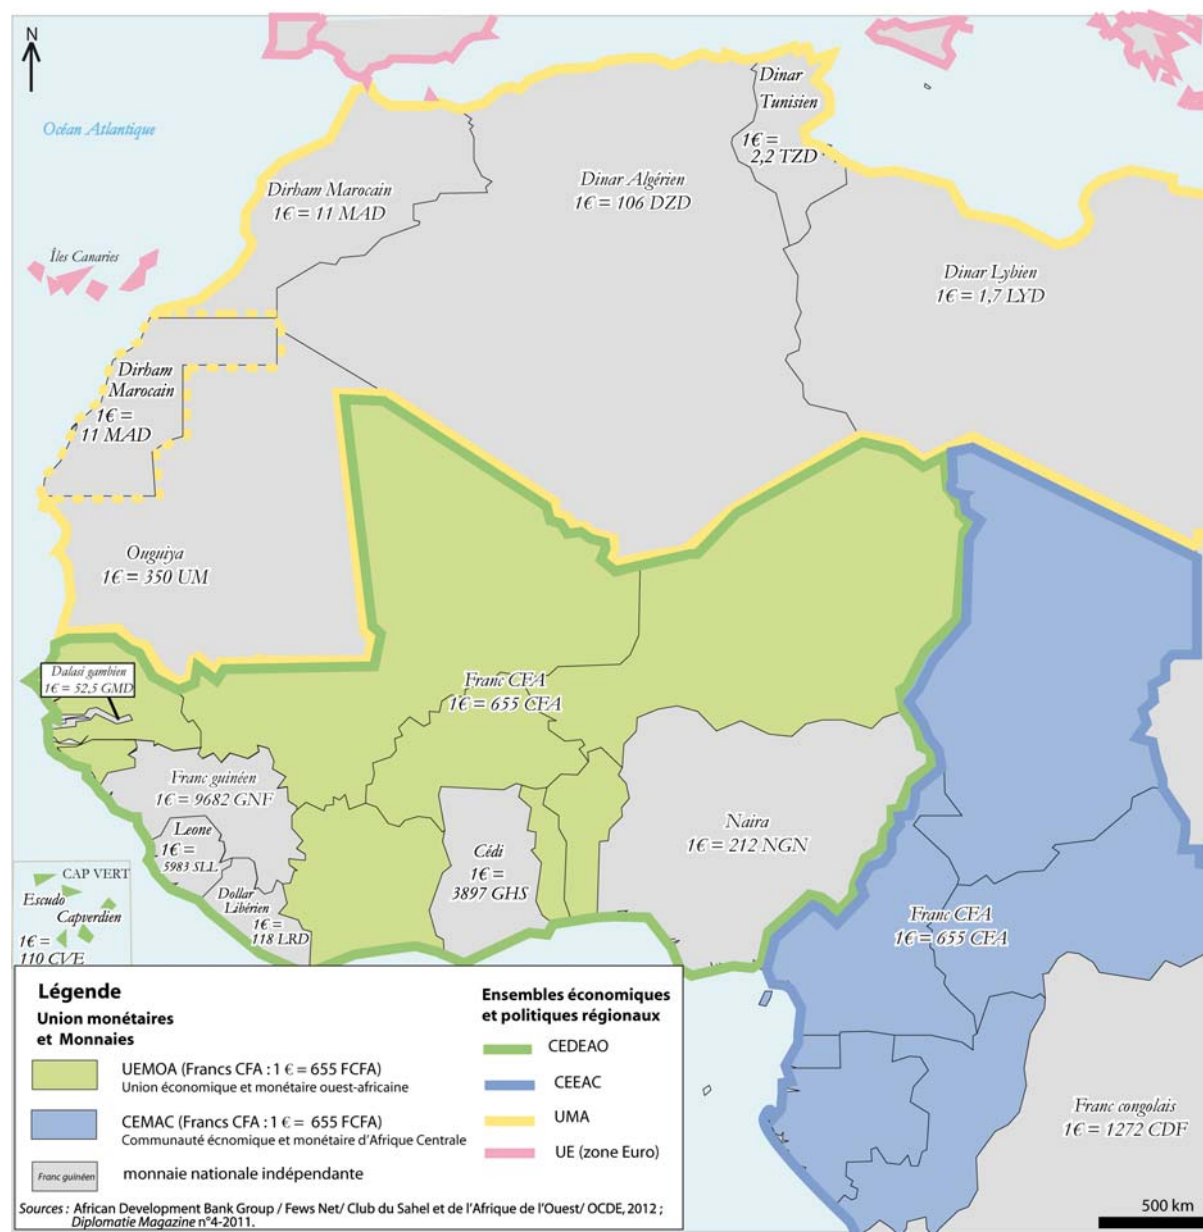 N
Océan Atlantique
Dinar
Tunisien
1€ =
2,2 TZD
Dirham Marocain
1€ = 11 MAD
Dinar Algérien
1€ = 106 DZD
Îles Canaries
Dinar Lybien
1€ = 1,7 LYD
Dirham
Marocain
1€ =
11 MAD
Ouguiya
1€ = 350 UM
Dalasi gambien
1€ = 52,5 GMD
Franc CFA
1€ = 655 CFA
Franc guinéen
1€ = 9682 GNF
Leone
1€ =
5983 SLL
Naira
1€ = 212 NGN
Cédi
1€ =
3897 GHS
CAP VERT
Escudo
Capverdien
1€ =
110 CVE
Dollar
Libérien
1€ =
118 LRD
Franc CFA
1€ = 655 CFA
Franc congolais
1€ = 1272 CDF
Légende
Union monétaires
et Monnaies
UEMOA (Francs CFA : 1 € = 655 FCFA)
Union économique et monétaire ouest-africaine
CEMAC (Francs CFA : 1 € = 655 FCFA)
Communauté éconmique et monétaire d'Afrique Centrale
Franc guinéen
monnaie nationale indépendante
Ensembles économiques
et politiques régionaux
CEDEAO
CEEAC
UMA
UE (zone Euro)
Sources : African Development Bank Group / Fews Net/ Club du Sahel et de l'Afrique de l'Ouest/ OCDE, 2012 ;
Diplomatie Magazine n°4-2011.
500 km